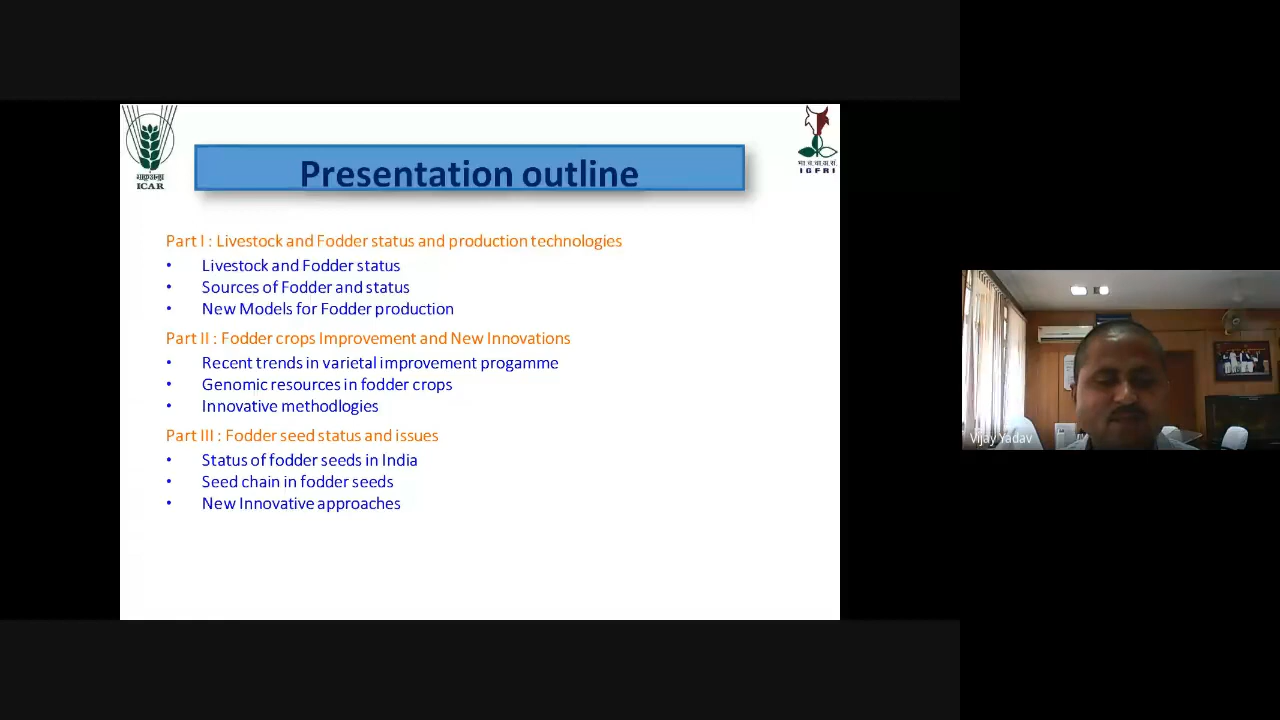 Presentation outline
ICAR
IGFRI
Part I : Livestock and Fodder status and production technologies
• Livestock and Fodder status
• Sources of Fodder and status
• New Models for Fodder production
Part II : Fodder crops Improvement and New Innovations
• Recent trends in varietal improvement progamme
• Genomic resources in fodder crops
• Innovative methodlogies
Part III : Fodder seed status and issues
• Status of fodder seeds in India
• Seed chain in fodder seeds
• New Innovative approaches
Vijay Yadav